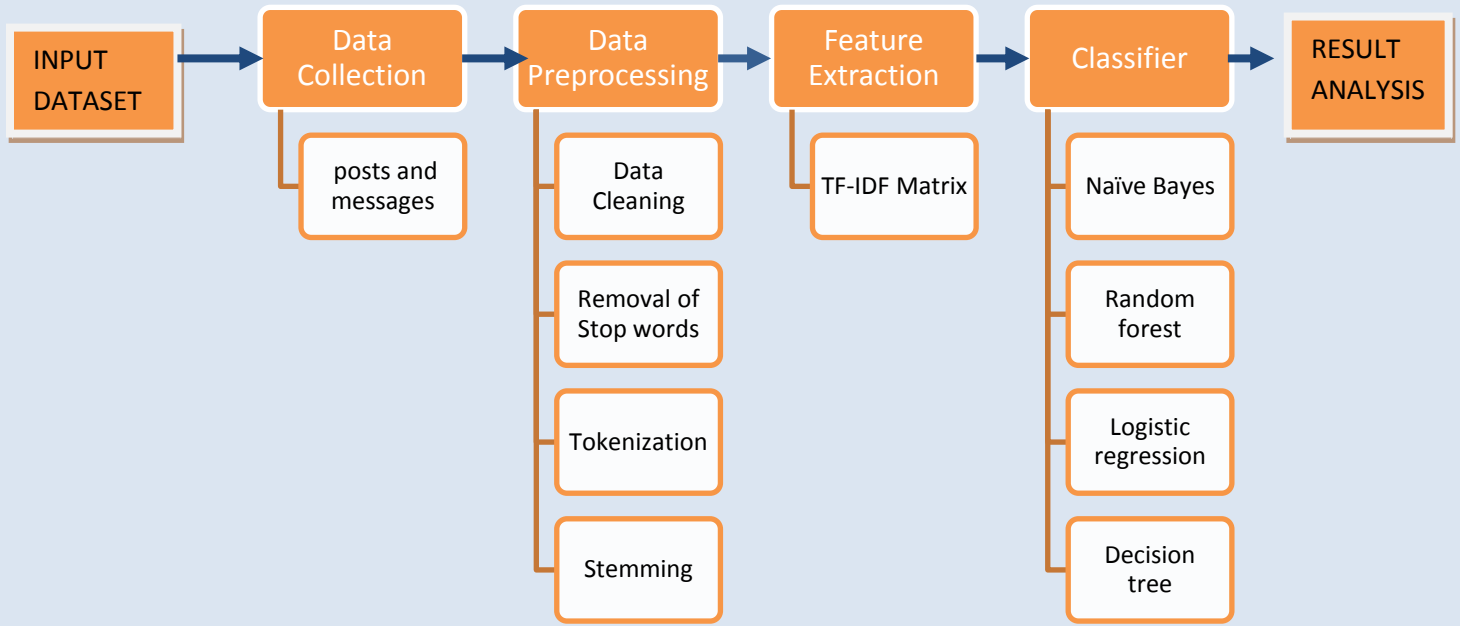 INPUT
DATASET
Data
Collection
Data
Preprocessing
Feature
Extraction
Classifier
RESULT
ANALYSIS
posts and
messages
Data
Cleaning
Removal of
Stop words
Tokenization
Stemming
TF-IDF Matrix
Naïve Bayes
Random
forest
Logistic
regression
Decision
tree